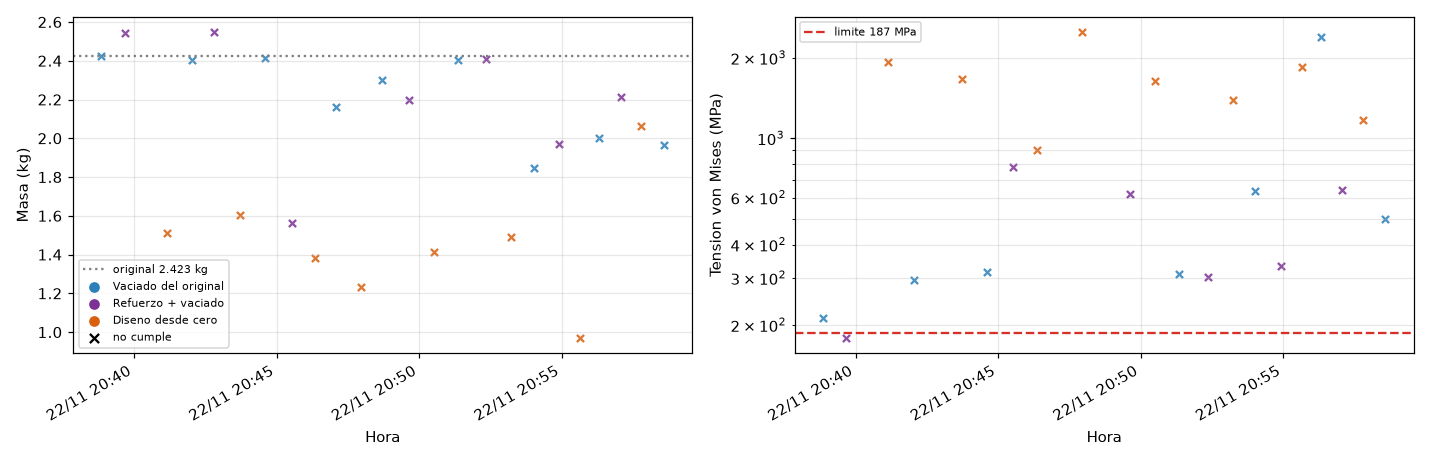 2.6
2.4
2.2
2.0
1.8
1.6
1.4
1.2
1.0
Masa (kg)
original 2.423 kg
Vaciado del original
Refuerzo + vaciado
Diseno desde cero
no cumple
22/11 20:40
22/11 20:45
22/11 20:50
22/11 20:55
Hora
limite 187 MPa
2 × 10³
10³
6 × 10²
4 × 10²
3 × 10²
2 × 10²
Tension von Mises (MPa)
22/11 20:40
22/11 20:45
22/11 20:50
22/11 20:55
Hora